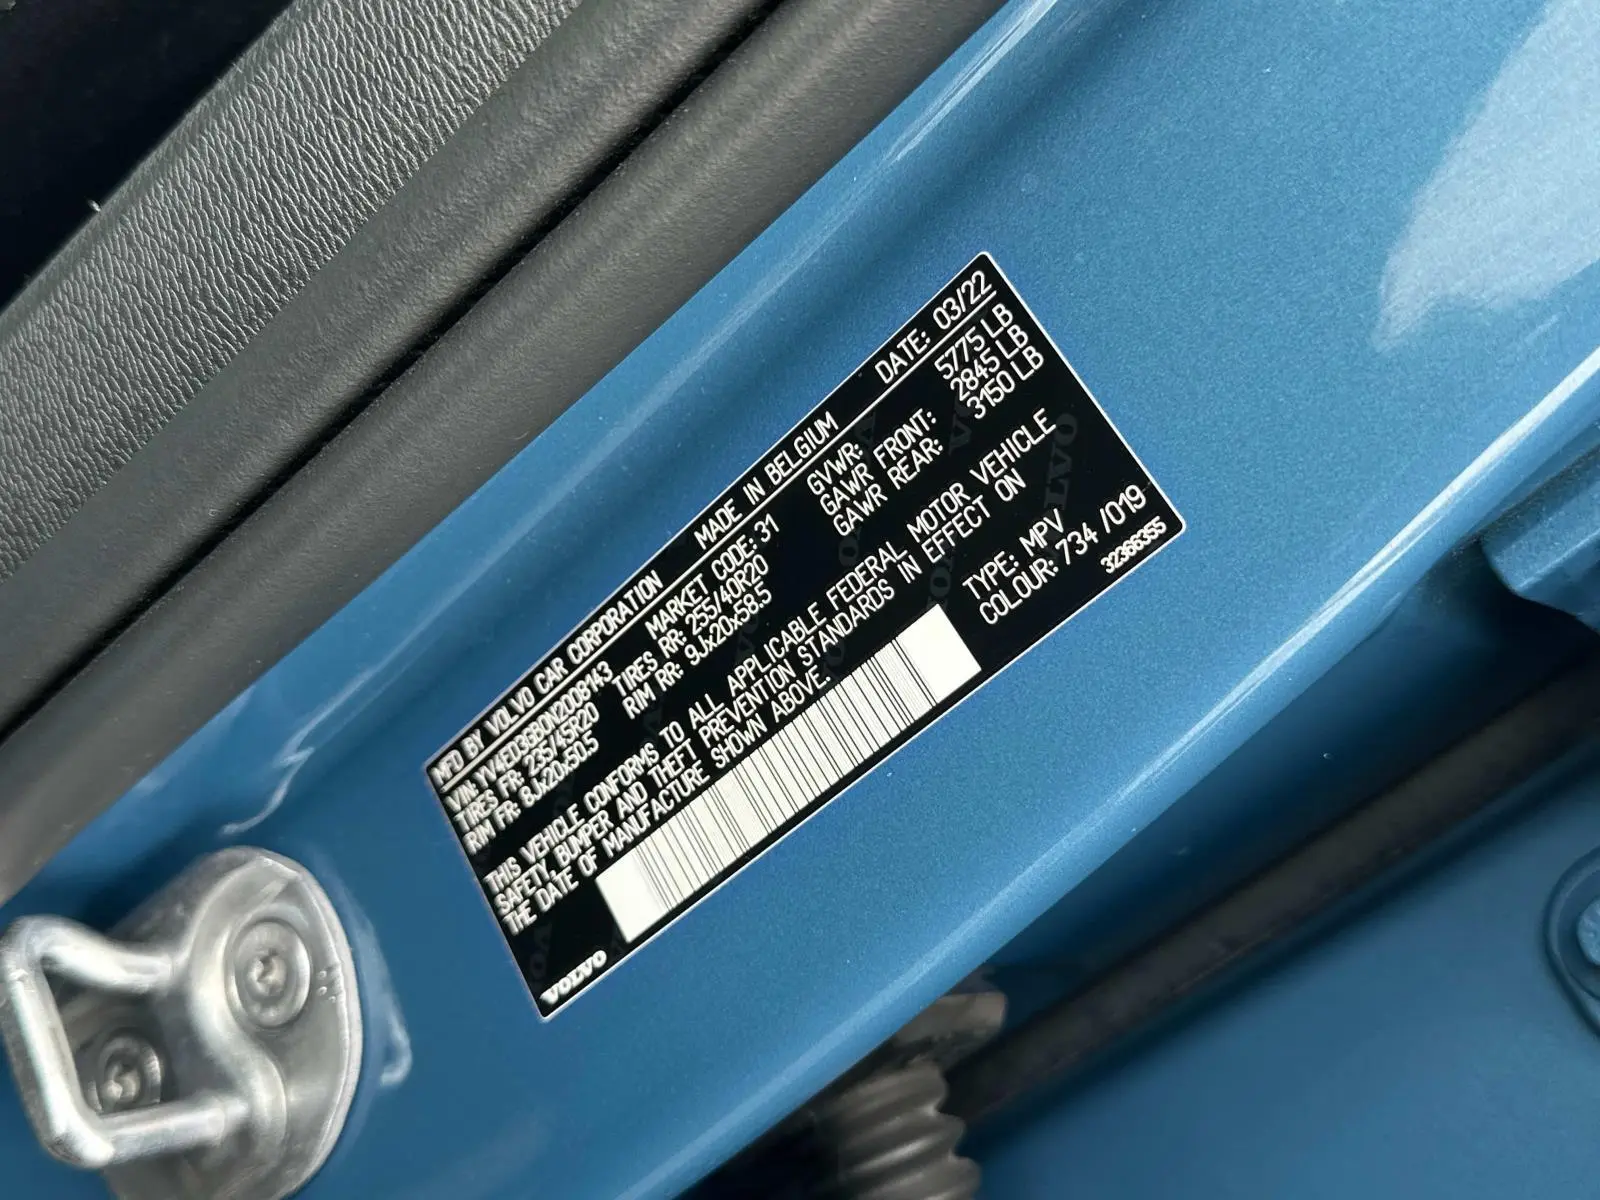 MFD BY VOLVO CAR CORPORATION MADE IN BELGIUM DATE: 03/22
VIN: YV4ED3GB0N2008143 MARKET CODE: 31 GVWR: 5775 LB
TIRES FR: 235/45R20 TIRES RR: 255/40R20 GAWR FRONT: 2845 LB
RIM FR: 8Jx20x50.5 RIM RR: 9Jx20x58.5 GAWR REAR: 3150 LB
THIS VEHICLE CONFORMS TO ALL APPLICABLE FEDERAL MOTOR VEHICLE
SAFETY, BUMPER AND THEFT PREVENTION STANDARDS IN EFFECT ON
THE DATE OF MANUFACTURE SHOWN ABOVE.
TYPE: MPV
COLOUR: 734 /019
VOLVO 32366355